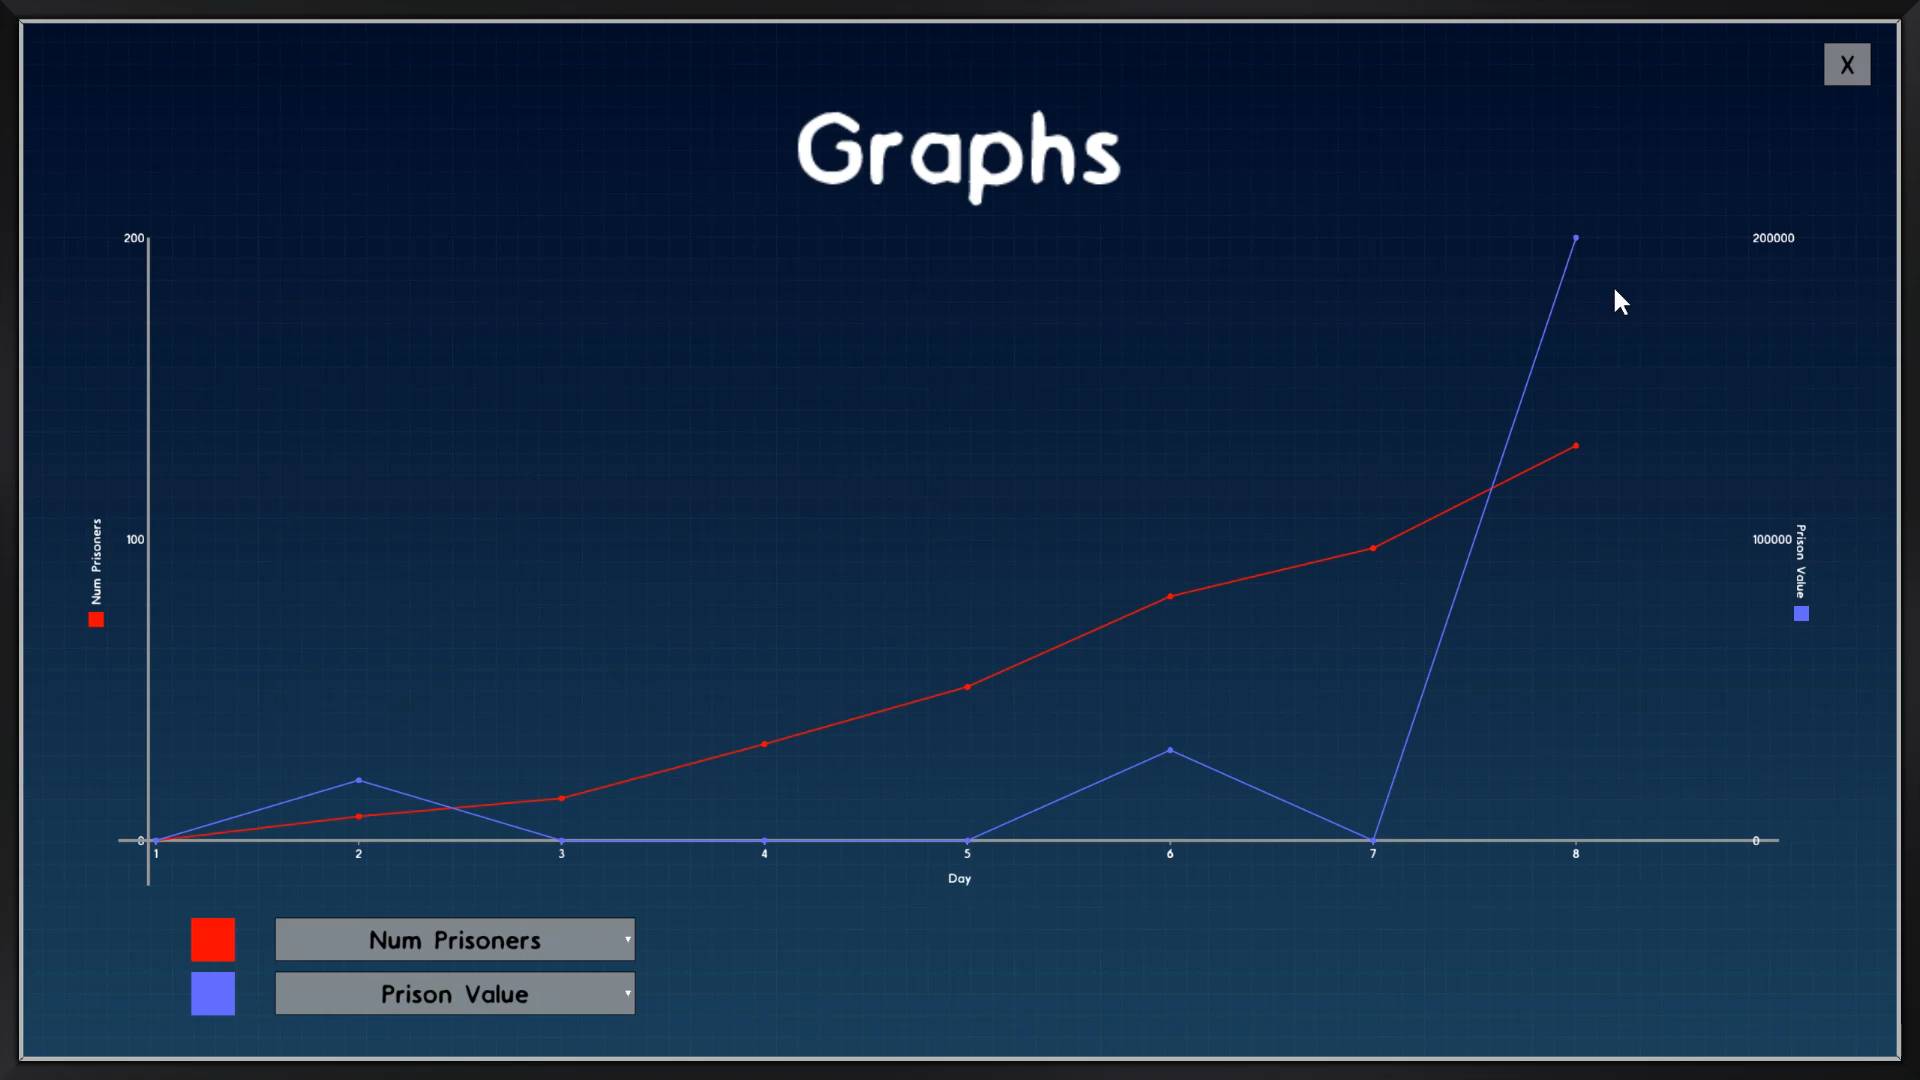 X
Graphs
200
200000
Num Prisoners
100
100000
Prison Value
0
0
1 2 3 4 5 6 7 8
Day
Num Prisoners
Prison Value